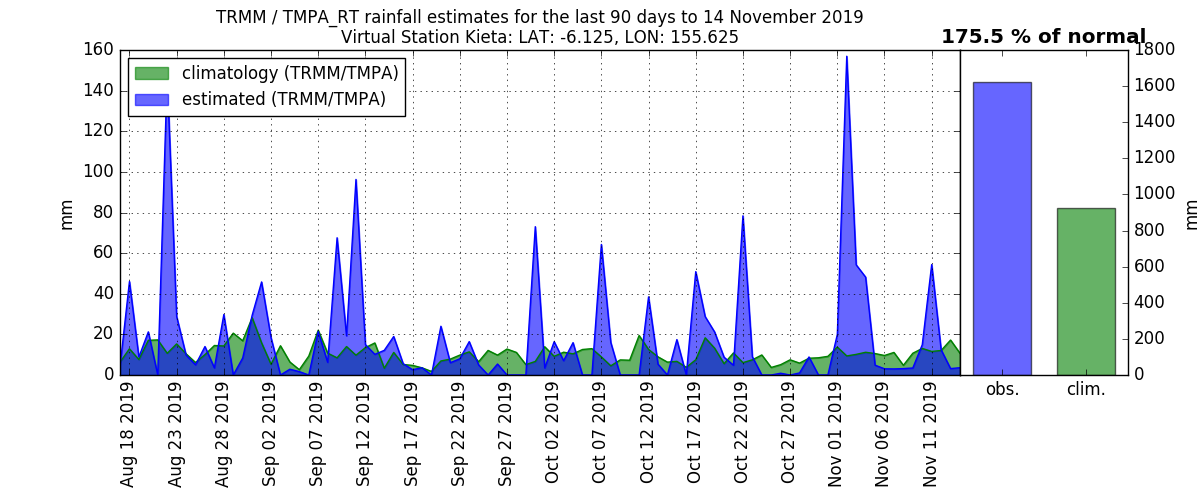 TRMM / TMPA_RT rainfall estimates for the last 90 days to 14 November 2019
Virtual Station Kieta: LAT: -6.125, LON: 155.625
175.5 % of normal
climatology (TRMM/TMPA)
estimated (TRMM/TMPA)
160
140
120
100
80
60
40
20
0
mm
Aug 18 2019
Aug 23 2019
Aug 28 2019
Sep 02 2019
Sep 07 2019
Sep 12 2019
Sep 17 2019
Sep 22 2019
Sep 27 2019
Oct 02 2019
Oct 07 2019
Oct 12 2019
Oct 17 2019
Oct 22 2019
Oct 27 2019
Nov 01 2019
Nov 06 2019
Nov 11 2019
obs.
clim.
1800
1600
1400
1200
1000
800
600
400
200
0
mm